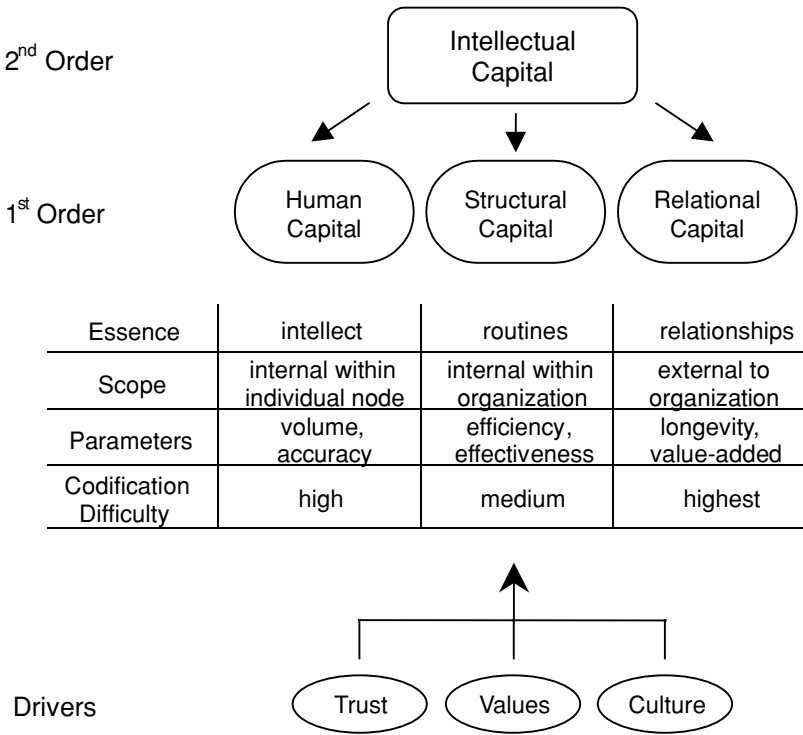 Intellectual
Capital
2nd Order
Human
Capital
Structural
Capital
Relational
Capital
1st Order
Essence intellect routines relationships
Scope internal within individual node internal within organization external to organization
Parameters volume, accuracy efficiency, effectiveness longevity, value-added
Codification Difficulty high medium highest
Drivers Trust Values Culture